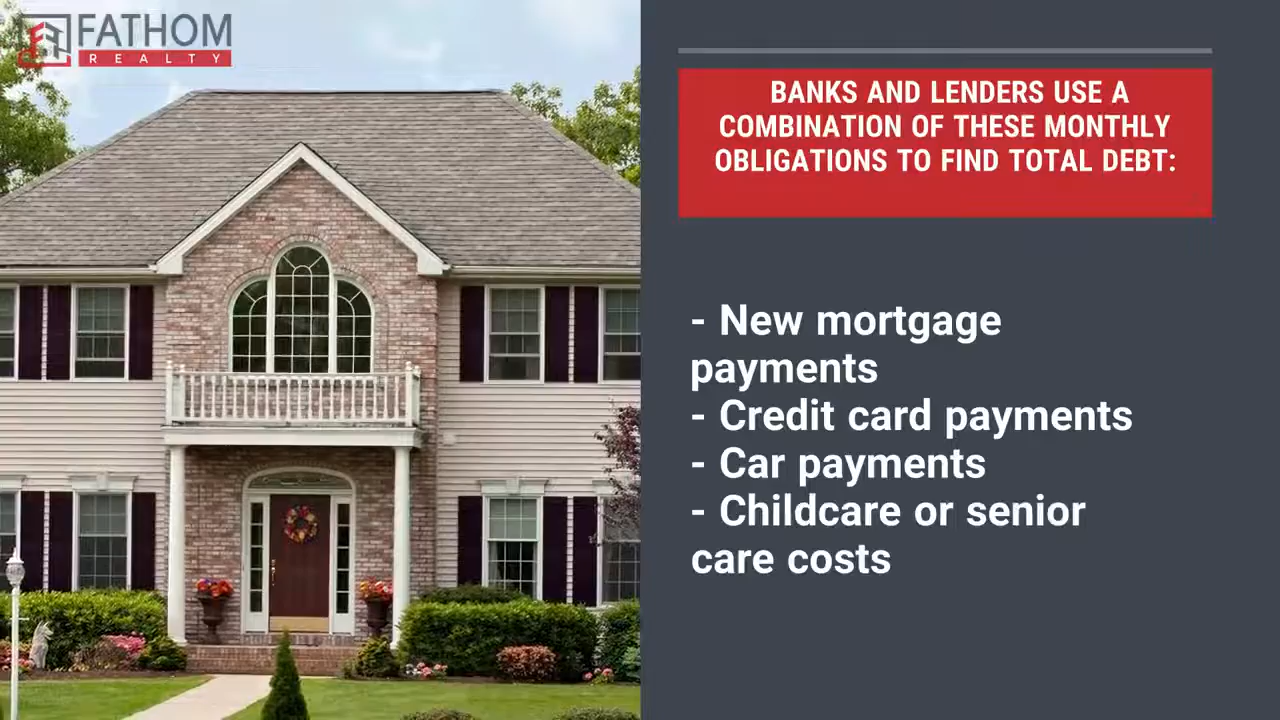 FATHOM
REALTY
BANKS AND LENDERS USE A
COMBINATION OF THESE MONTHLY
OBLIGATIONS TO FIND TOTAL DEBT:
- New mortgage
payments
- Credit card payments
- Car payments
- Childcare or senior
care costs